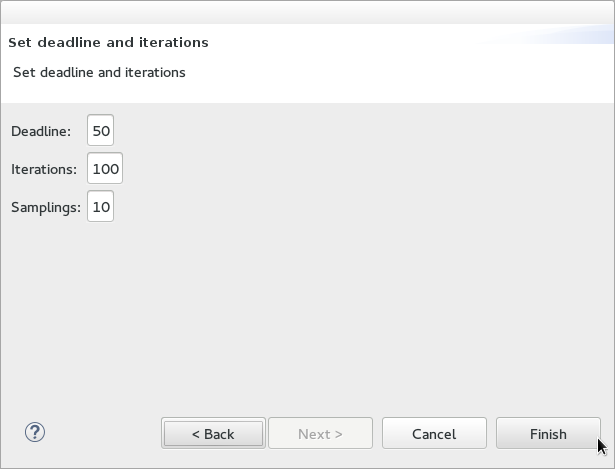 Set deadline and iterations
Set deadline and iterations
Deadline: 50
Iterations: 100
Samplings: 10
? < Back Next > Cancel Finish